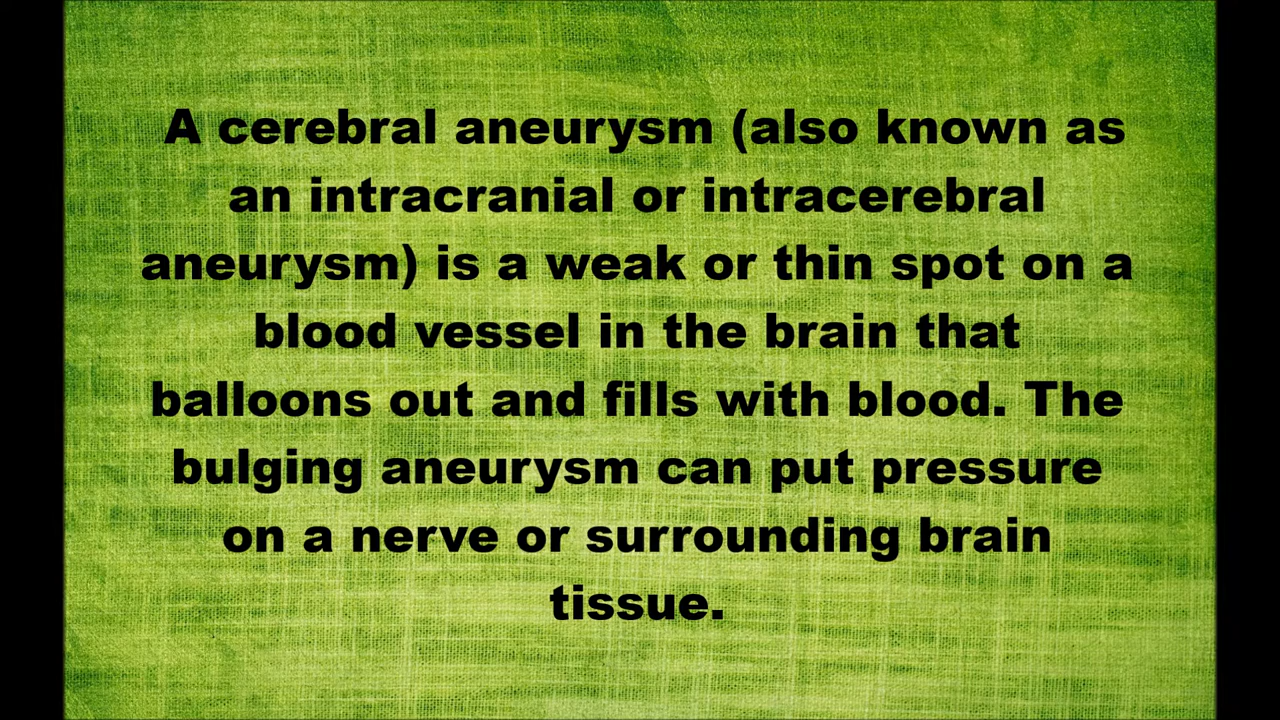 A cerebral aneurysm (also known as
an intracranial or intracerebral
aneurysm) is a weak or thin spot on a
blood vessel in the brain that
balloons out and fills with blood. The
bulging aneurysm can put pressure
on a nerve or surrounding brain
tissue.